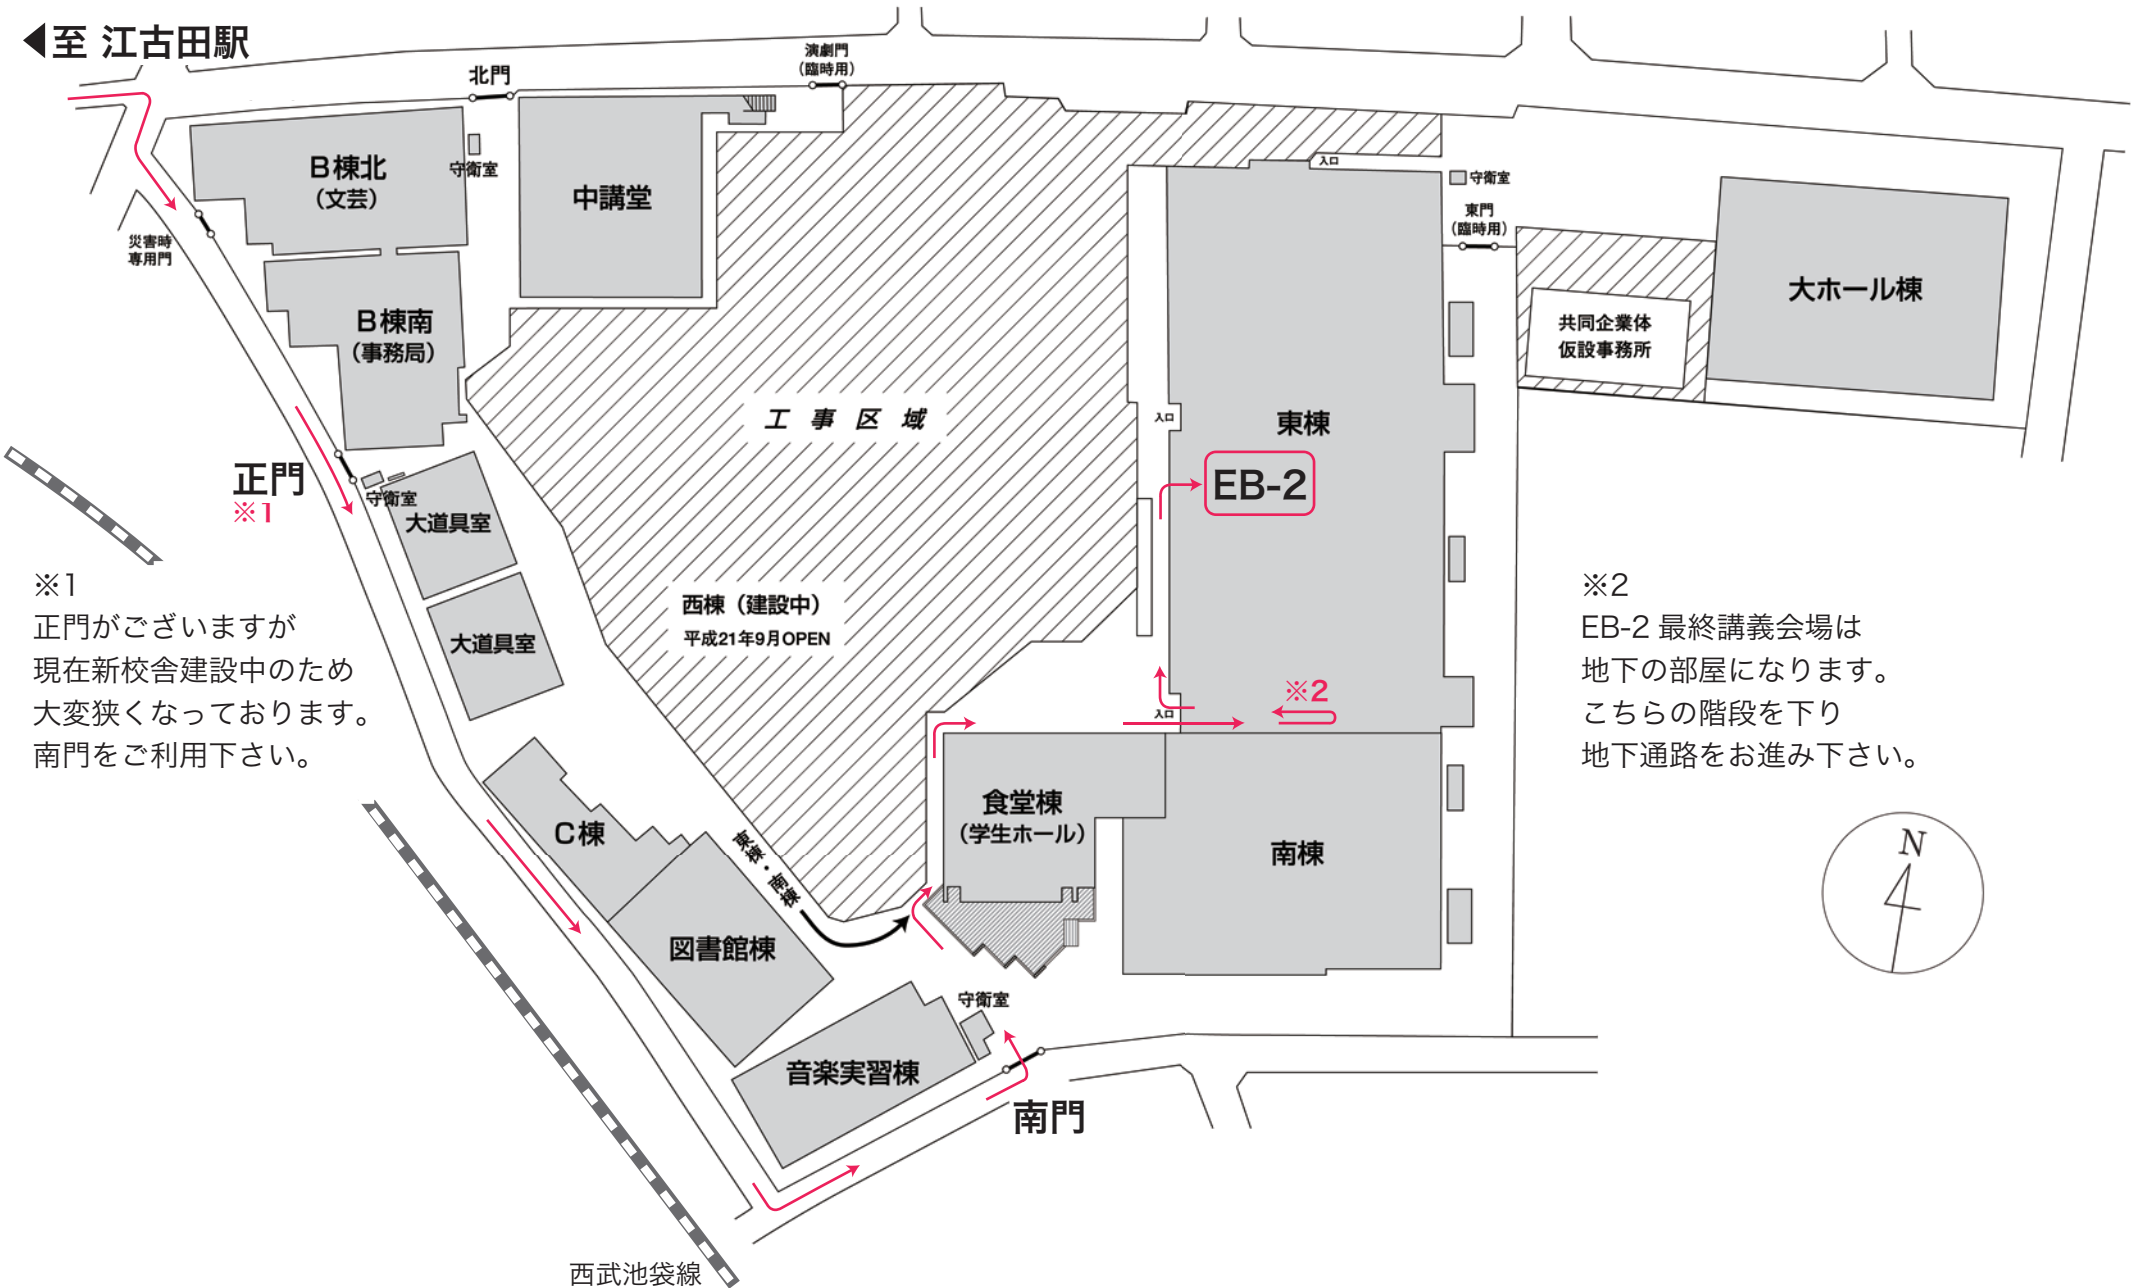 ◀至 江古田駅
北門
演劇門
（臨時用）
B棟北
（文芸）
守衛室
中講堂
入口
守衛室
東門
（臨時用）
災害時
専用門
B棟南
（事務局）
大ホール棟
共同企業体
仮設事務所
工事区域
入口
東棟
EB-2
正門
※1
守衛室
大道具室
大道具室
西棟（建設中）
平成21年9月OPEN
※1
正門がございますが
現在新校舎建設中のため
大変狭くなっております。
南門をご利用下さい。
※2
EB-2 最終講義会場は
地下の部屋になります。
こちらの階段を下り
地下通路をお進み下さい。
※2
入口
C棟
東棟・南棟
食堂棟
（学生ホール）
南棟
N
図書館棟
守衛室
音楽実習棟
南門
西武池袋線